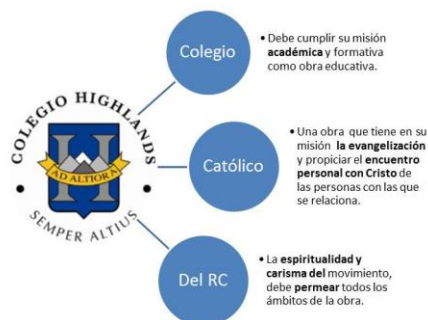 COLEGIO HIGHLANDS
H
AD ALTIORA
SEMPER ALTIUS
Colegio
• Debe cumplir su misión
académica y formativa
como obra educativa.
Católico
• Una obra que tiene en su
misión la evangelización
y propiciar el encuentro
personal con Cristo de
las personas con las que
se relaciona.
Del RC
• La espiritualidad y
carisma del movimiento,
debe permear todos los
ámbitos de la obra.